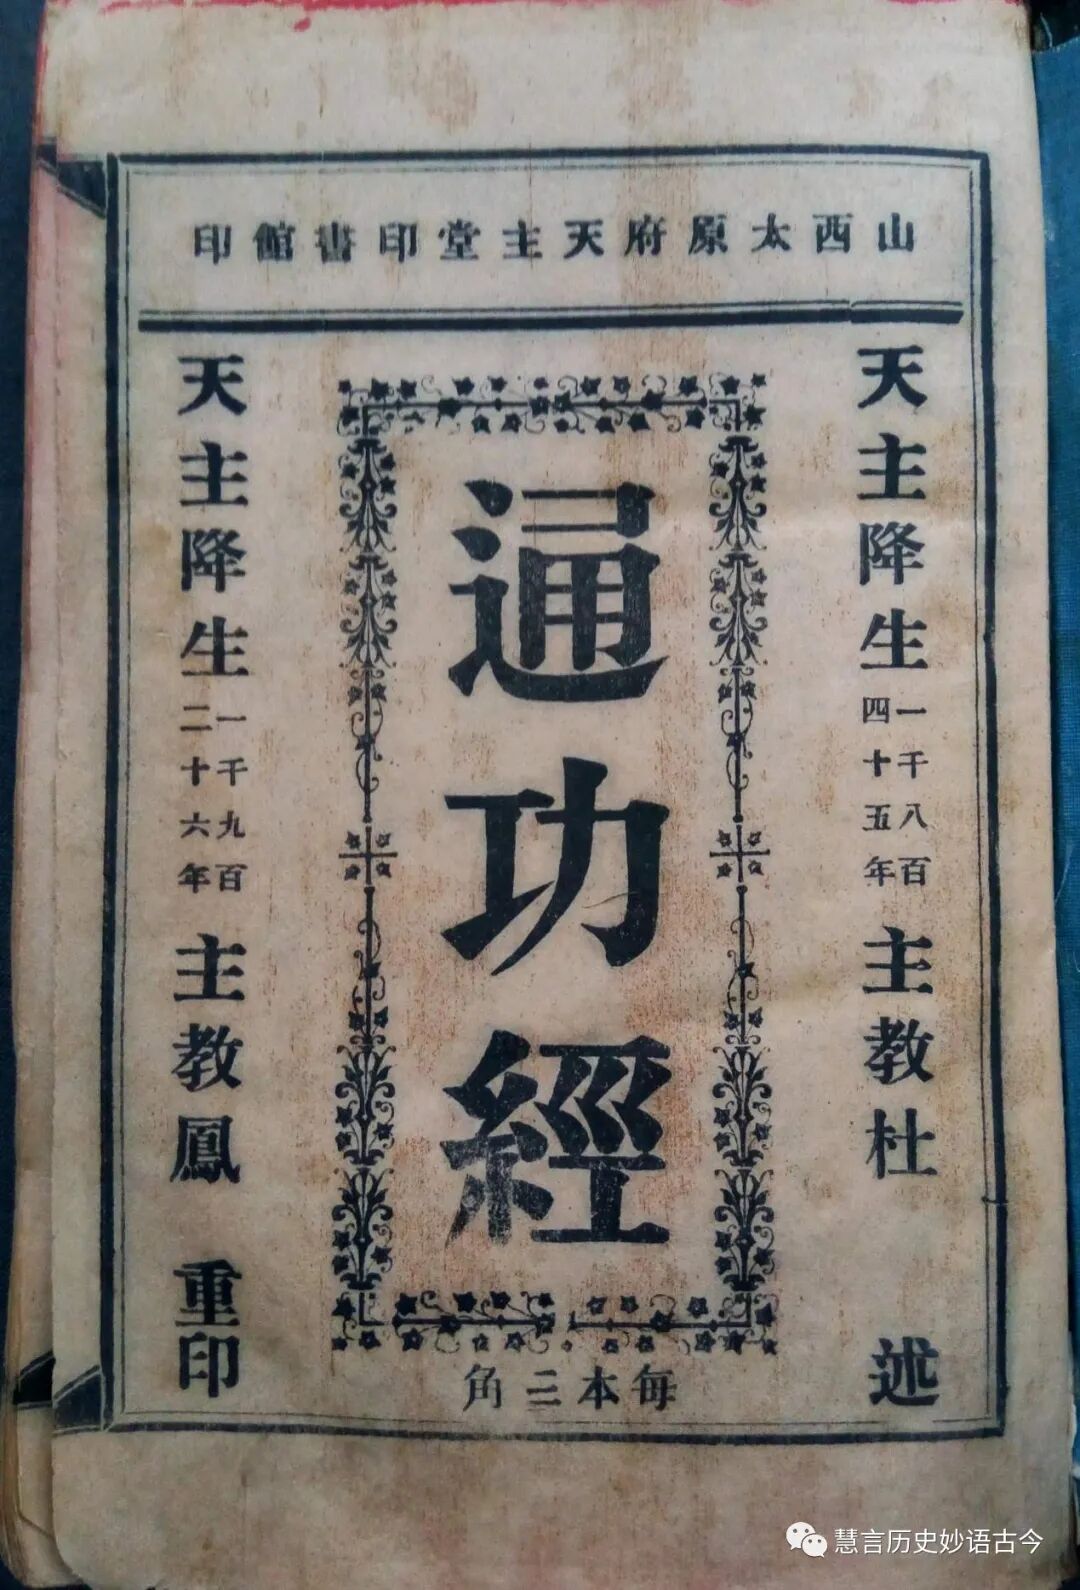 山西太原府天主堂印書館印
天主降生一千八百四十五年主教杜 述
通功經
天主降生一千九百二十六年主教鳳 重印
每本三角
慧言历史妙语古今